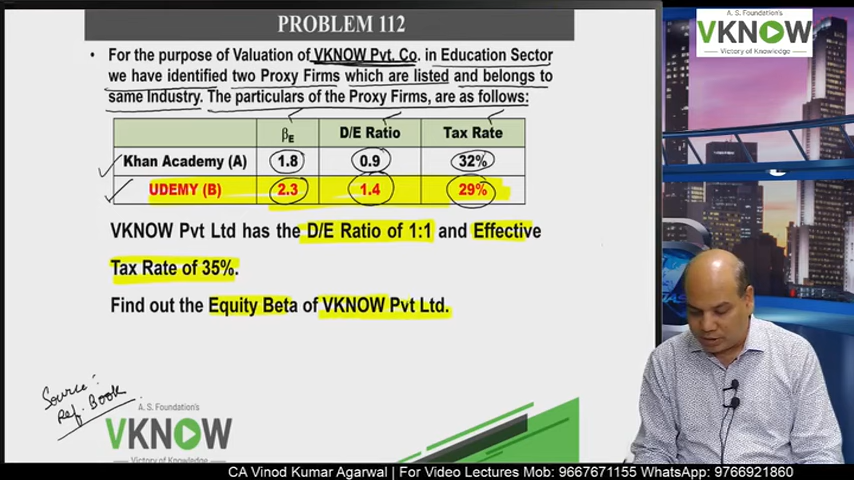 PROBLEM 112
A. S. Foundation's
VKNOW
Victory of Knowledge
• For the purpose of Valuation of VKNOW Pvt. Co. in Education Sector
we have identified two Proxy Firms which are listed and belongs to
same Industry. The particulars of the Proxy Firms, are as follows:
βE D/E Ratio Tax Rate
Khan Academy (A) 1.8 0.9 32%
UDEMY (B) 2.3 1.4 29%
VKNOW Pvt Ltd has the D/E Ratio of 1:1 and Effective
Tax Rate of 35%.
Find out the Equity Beta of VKNOW Pvt Ltd.
Source:
Ref. Book
A. S. Foundation's
VKNOW
Victory of Knowledge
CA Vinod Kumar Agarwal | For Video Lectures Mob: 9667671155 WhatsApp: 9766921860